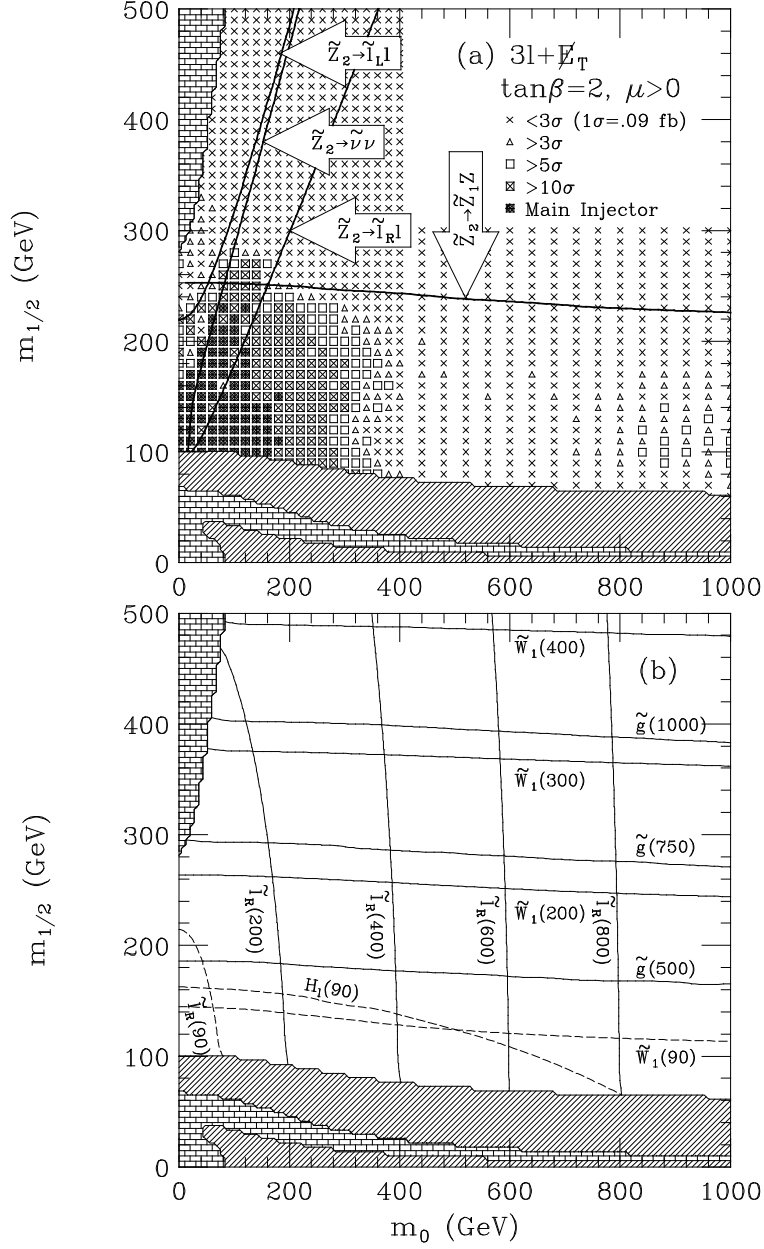 500
400
300
200
100
0
m1/2 (GeV)
(a) 3l+E̸T
tanβ=2, μ>0
× <3σ (1σ=.09 fb)
△ >3σ
□ >5σ
⊠ >10σ
Main Injector
Z̃2→l̃Ll
Z̃2→ν̃ν
Z̃2→l̃Rl
Z̃2→Z̃1Z
0 200 400 600 800 1000
500
400
300
200
100
0
m1/2 (GeV)
(b)
W̃1(400)
g̃(1000)
W̃1(300)
g̃(750)
l̃R(200)
l̃R(400)
l̃R(600)
W̃1(200)
l̃R(800)
g̃(500)
Hl(90)
l̃R(90)
W̃1(90)
0 200 400 600 800 1000
m0 (GeV)